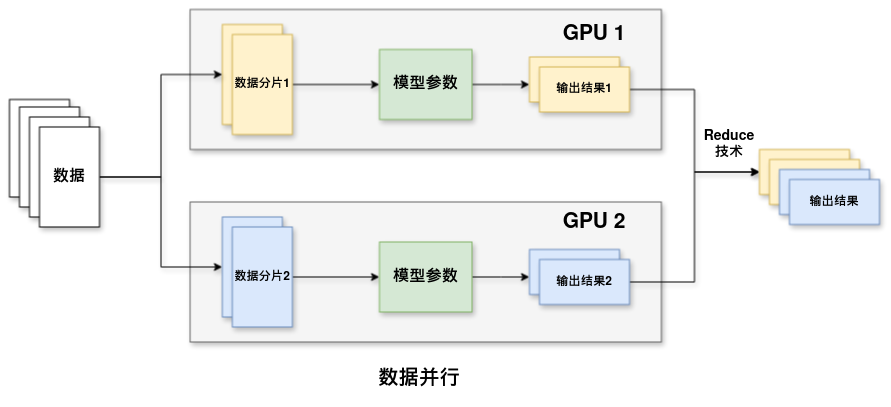 数据
GPU 1
数据分片1
模型参数
输出结果1
GPU 2
数据分片2
模型参数
输出结果2
Reduce
技术
输出结果
数据并行